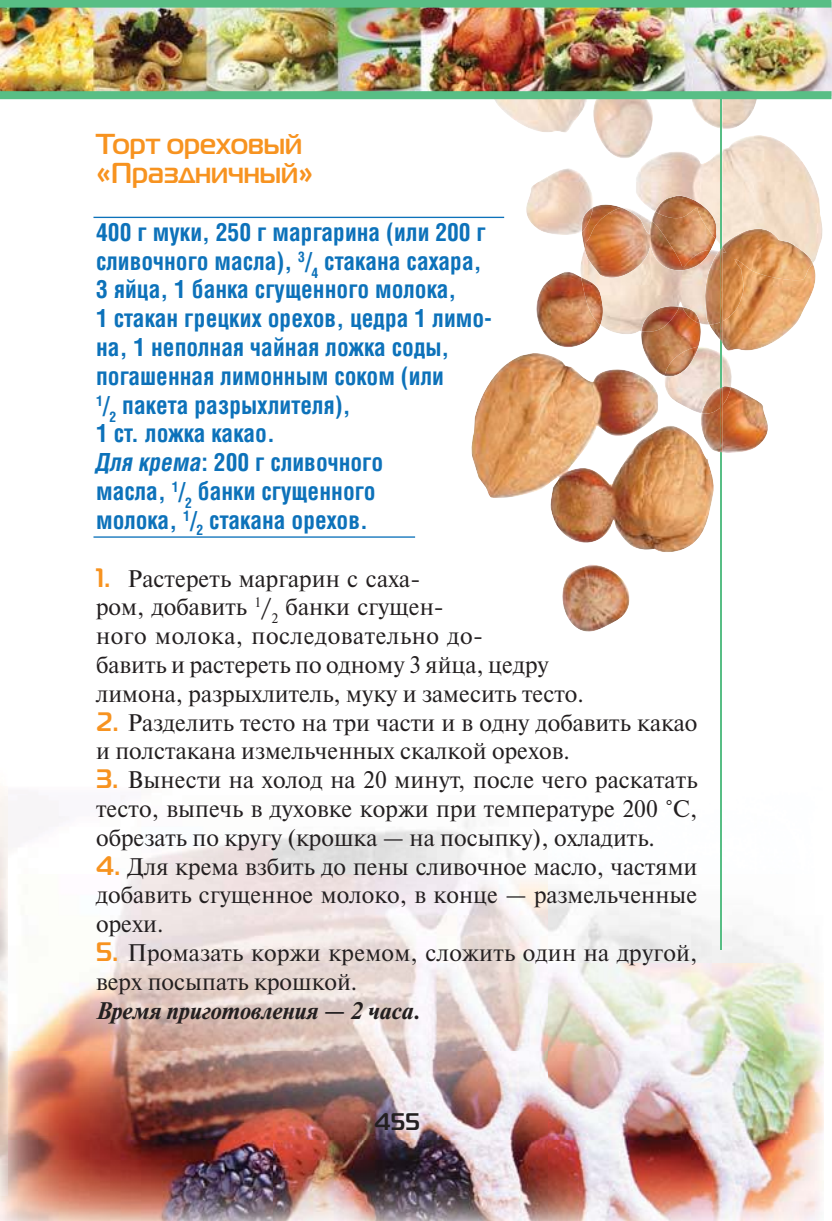 Торт ореховый
«Праздничный»
400 г муки, 250 г маргарина (или 200 г
сливочного масла), 3/4 стакана сахара,
3 яйца, 1 банка сгущенного молока,
1 стакан грецких орехов, цедра 1 лимо-
на, 1 неполная чайная ложка соды,
погашенная лимонным соком (или
1/2 пакета разрыхлителя),
1 ст. ложка какао.
Для крема: 200 г сливочного
масла, 1/2 банки сгущенного
молока, 1/2 стакана орехов.
1. Растереть маргарин с саха-
ром, добавить 1/2 банки сгущен-
ного молока, последовательно до-
бавить и растереть по одному 3 яйца, цедру
лимона, разрыхлитель, муку и замесить тесто.
2. Разделить тесто на три части и в одну добавить какао
и полстакана измельченных скалкой орехов.
3. Вынести на холод на 20 минут, после чего раскатать
тесто, выпечь в духовке коржи при температуре 200 °С,
обрезать по кругу (крошка — на посыпку), охладить.
4. Для крема взбить до пены сливочное масло, частями
добавить сгущенное молоко, в конце — размельченные
орехи.
5. Промазать коржи кремом, сложить один на другой,
верх посыпать крошкой.
Время приготовления — 2 часа.
455